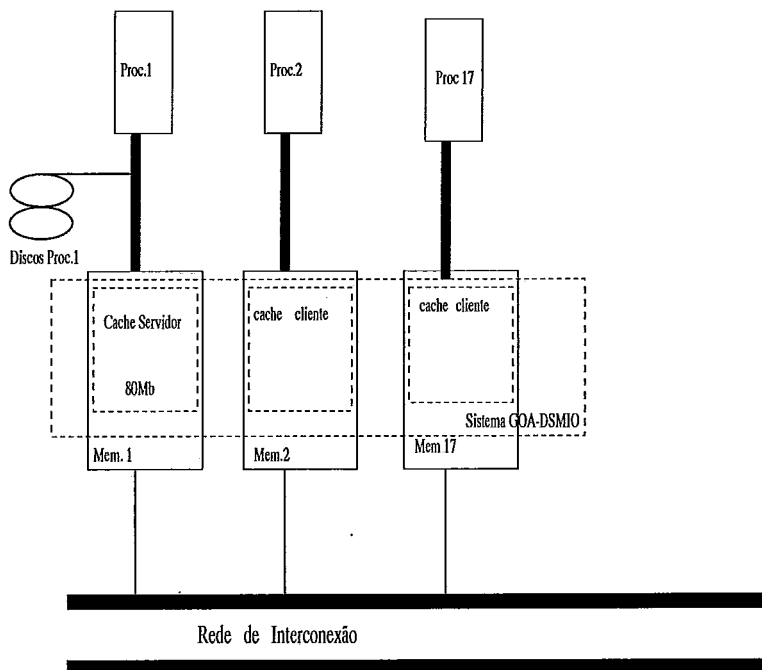 Proc.1
Proc.2
Proc 17
Discos Proc.1
Cache Servidor
80Mb
cache cliente
cache cliente
Sistema GOA-DSMIO
Mem. 1
Mem.2
Mem 17
Rede de Interconexão